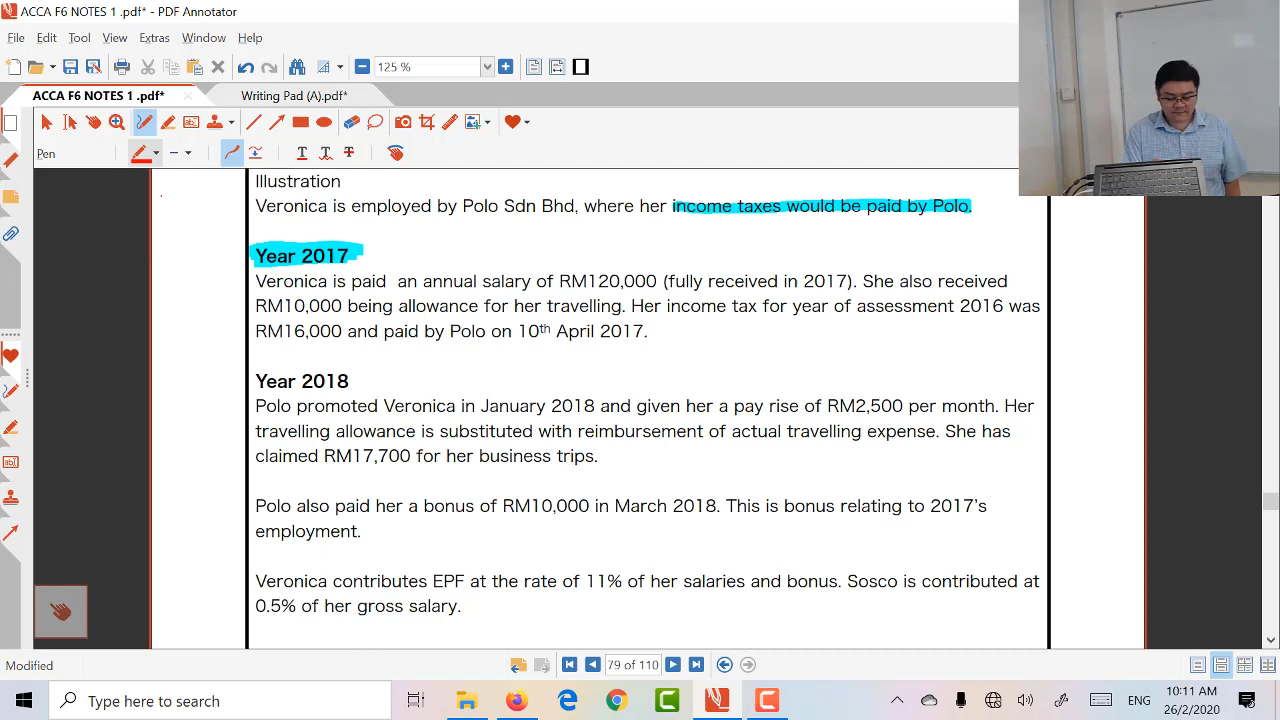 ACCA F6 NOTES 1 .pdf* - PDF Annotator
File Edit Tool View Extras Window Help
125 %
ACCA F6 NOTES 1 .pdf* Writing Pad (A).pdf*
Pen
Illustration
Veronica is employed by Polo Sdn Bhd, where her income taxes would be paid by Polo.
Year 2017
Veronica is paid an annual salary of RM120,000 (fully received in 2017). She also received
RM10,000 being allowance for her travelling. Her income tax for year of assessment 2016 was
RM16,000 and paid by Polo on 10th April 2017.
Year 2018
Polo promoted Veronica in January 2018 and given her a pay rise of RM2,500 per month. Her
travelling allowance is substituted with reimbursement of actual travelling expense. She has
claimed RM17,700 for her business trips.
Polo also paid her a bonus of RM10,000 in March 2018. This is bonus relating to 2017's
employment.
Veronica contributes EPF at the rate of 11% of her salaries and bonus. Sosco is contributed at
0.5% of her gross salary.
Modified
79 of 110
Type here to search
ENG
10:11 AM
26/2/2020